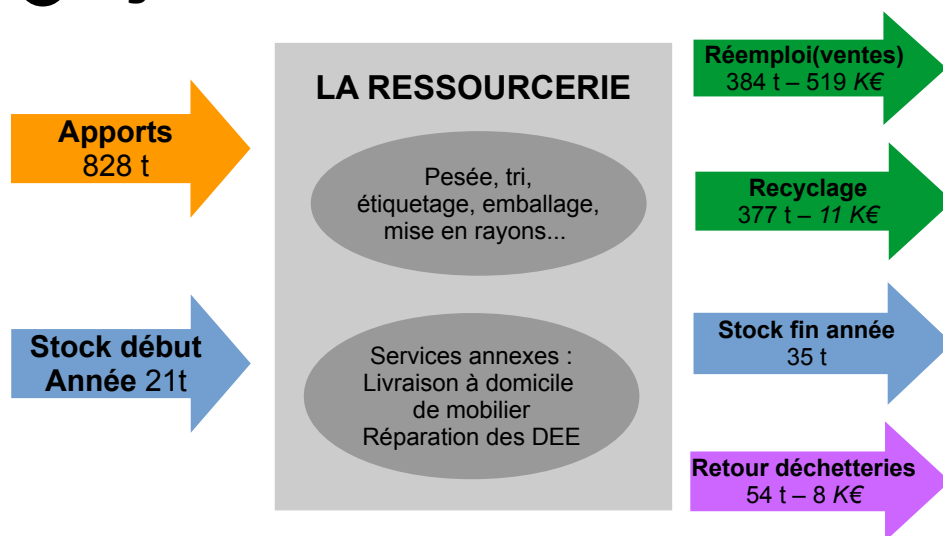 Apports
828 t
Stock début
Année 21t
LA RESSOURCERIE
Pesée, tri,
étiquetage, emballage,
mise en rayons...
Services annexes :
Livraison à domicile
de mobilier
Réparation des DEE
Réemploi(ventes)
384 t – 519 K€
Recyclage
377 t – 11 K€
Stock fin année
35 t
Retour déchetteries
54 t – 8 K€